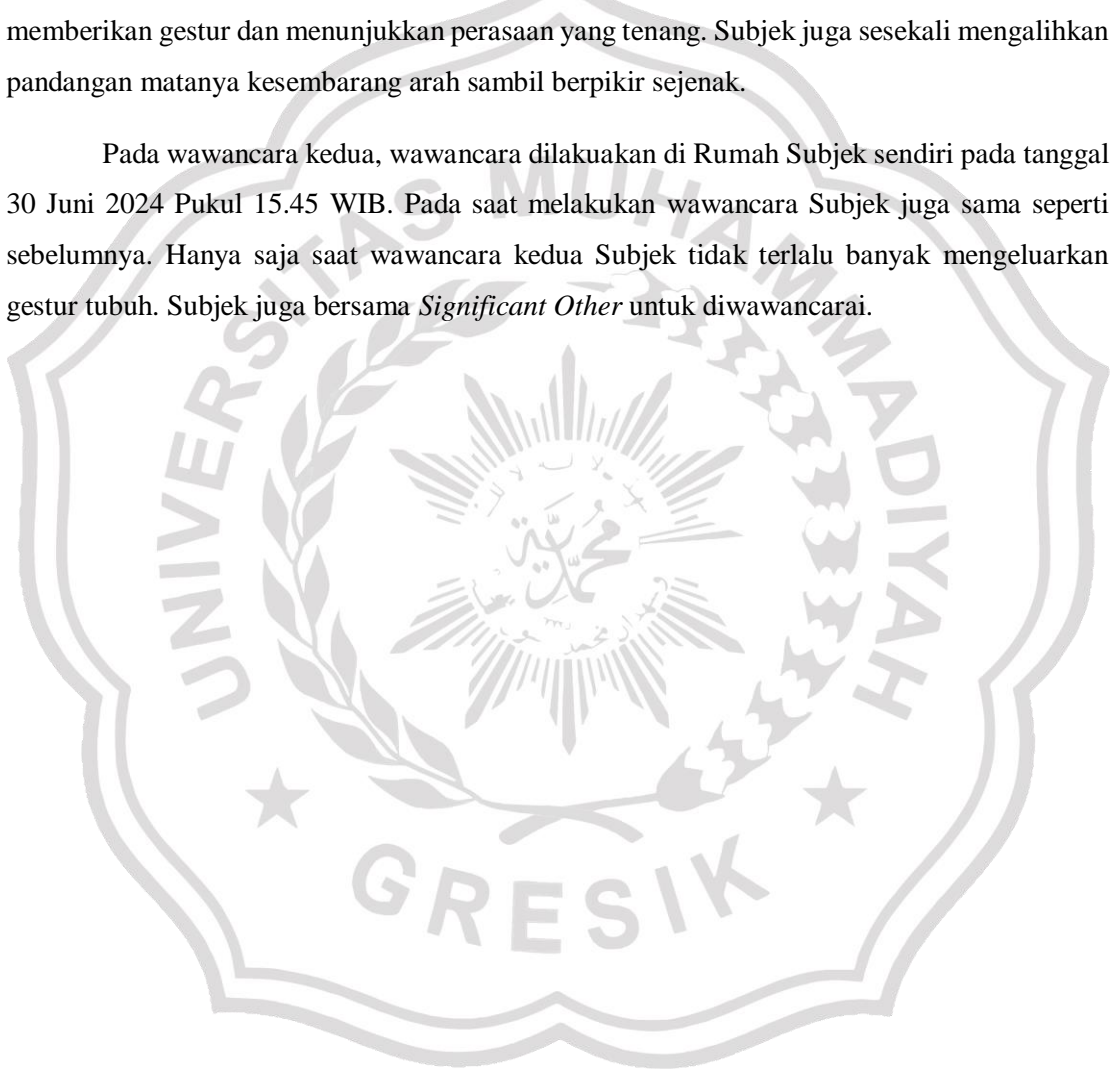 memberikan gestur dan menunjukkan perasaan yang tenang. Subjek juga sesekali mengalihkan
pandangan matanya kesembarang arah sambil berpikir sejenak.
Pada wawancara kedua, wawancara dilakuakan di Rumah Subjek sendiri pada tanggal
30 Juni 2024 Pukul 15.45 WIB. Pada saat melakukan wawancara Subjek juga sama seperti
sebelumnya. Hanya saja saat wawancara kedua Subjek tidak terlalu banyak mengeluarkan
gestur tubuh. Subjek juga bersama Significant Other untuk diwawancarai.
UNIVERSITAS MUHAMMADIYAH
محمدية
GRESIK